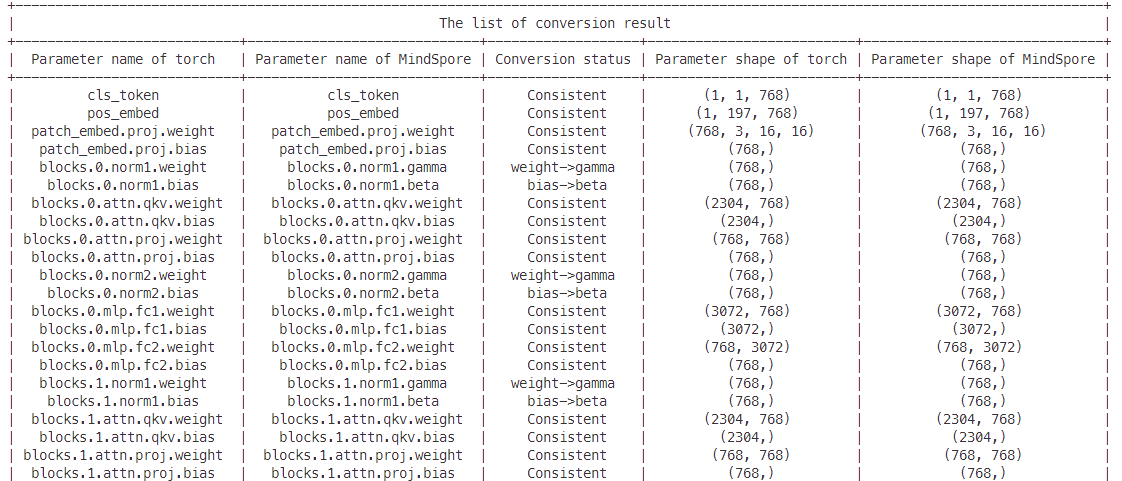 The list of conversion result
Parameter name of torch | Parameter name of MindSpore | Conversion status | Parameter shape of torch | Parameter shape of MindSpore
cls_token | cls_token | Consistent | (1, 1, 768) | (1, 1, 768)
pos_embed | pos_embed | Consistent | (1, 197, 768) | (1, 197, 768)
patch_embed.proj.weight | patch_embed.proj.weight | Consistent | (768, 3, 16, 16) | (768, 3, 16, 16)
patch_embed.proj.bias | patch_embed.proj.bias | Consistent | (768,) | (768,)
blocks.0.norm1.weight | blocks.0.norm1.gamma | weight->gamma | (768,) | (768,)
blocks.0.norm1.bias | blocks.0.norm1.beta | bias->beta | (768,) | (768,)
blocks.0.attn.qkv.weight | blocks.0.attn.qkv.weight | Consistent | (2304, 768) | (2304, 768)
blocks.0.attn.qkv.bias | blocks.0.attn.qkv.bias | Consistent | (2304,) | (2304,)
blocks.0.attn.proj.weight | blocks.0.attn.proj.weight | Consistent | (768, 768) | (768, 768)
blocks.0.attn.proj.bias | blocks.0.attn.proj.bias | Consistent | (768,) | (768,)
blocks.0.norm2.weight | blocks.0.norm2.gamma | weight->gamma | (768,) | (768,)
blocks.0.norm2.bias | blocks.0.norm2.beta | bias->beta | (768,) | (768,)
blocks.0.mlp.fc1.weight | blocks.0.mlp.fc1.weight | Consistent | (3072, 768) | (3072, 768)
blocks.0.mlp.fc1.bias | blocks.0.mlp.fc1.bias | Consistent | (3072,) | (3072,)
blocks.0.mlp.fc2.weight | blocks.0.mlp.fc2.weight | Consistent | (768, 3072) | (768, 3072)
blocks.0.mlp.fc2.bias | blocks.0.mlp.fc2.bias | Consistent | (768,) | (768,)
blocks.1.norm1.weight | blocks.1.norm1.gamma | weight->gamma | (768,) | (768,)
blocks.1.norm1.bias | blocks.1.norm1.beta | bias->beta | (768,) | (768,)
blocks.1.attn.qkv.weight | blocks.1.attn.qkv.weight | Consistent | (2304, 768) | (2304, 768)
blocks.1.attn.qkv.bias | blocks.1.attn.qkv.bias | Consistent | (2304,) | (2304,)
blocks.1.attn.proj.weight | blocks.1.attn.proj.weight | Consistent | (768, 768) | (768, 768)
blocks.1.attn.proj.bias | blocks.1.attn.proj.bias | Consistent | (768,) | (768,)